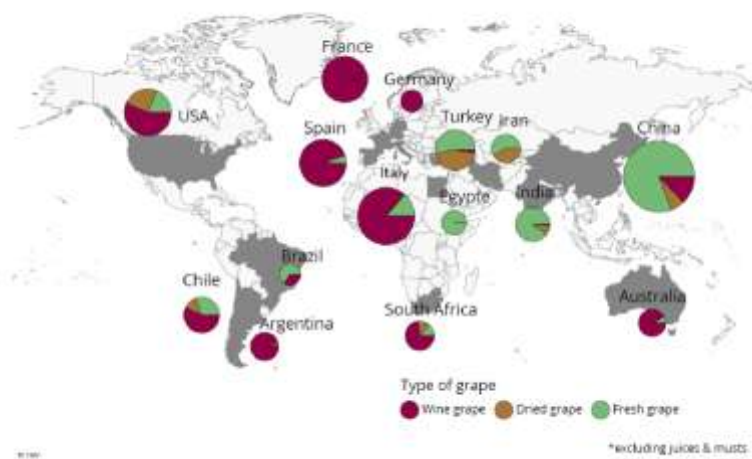 France
Germany
USA
Turkey
Iran
China
Spain
Italy
Egypte
India
Brazil
Chile
Argentina
South Africa
Australia
Type of grape
Wine grape
Dried grape
Fresh grape
*excluding juices & musts